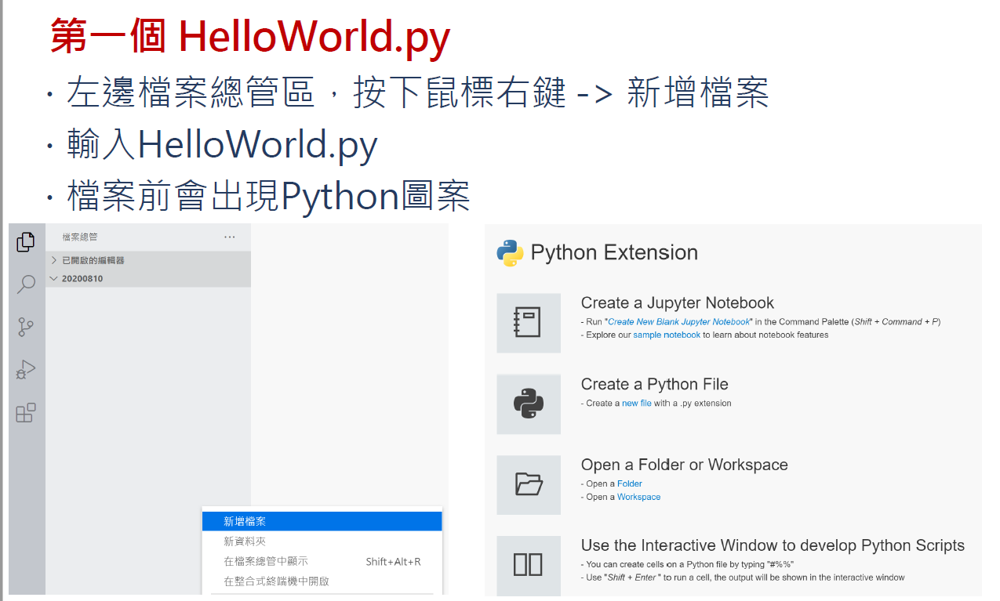 第一個 HelloWorld.py
· 左邊檔案總管區，按下鼠標右鍵 -> 新增檔案
· 輸入HelloWorld.py
· 檔案前會出現Python圖案
檔案總管 ···
已開啟的編輯器
20200810
新增檔案
新資料夾
在檔案總管中顯示 Shift+Alt+R
在整合式終端機中開啟
Python Extension
Create a Jupyter Notebook
- Run "Create New Blank Jupyter Notebook" in the Command Palette (Shift + Command + P)
- Explore our sample notebook to learn about notebook features
Create a Python File
- Create a new file with a .py extension
Open a Folder or Workspace
- Open a Folder
- Open a Workspace
Use the Interactive Window to develop Python Scripts
- You can create cells on a Python file by typing "#%%"
- Use "Shift + Enter " to run a cell, the output will be shown in the interactive window